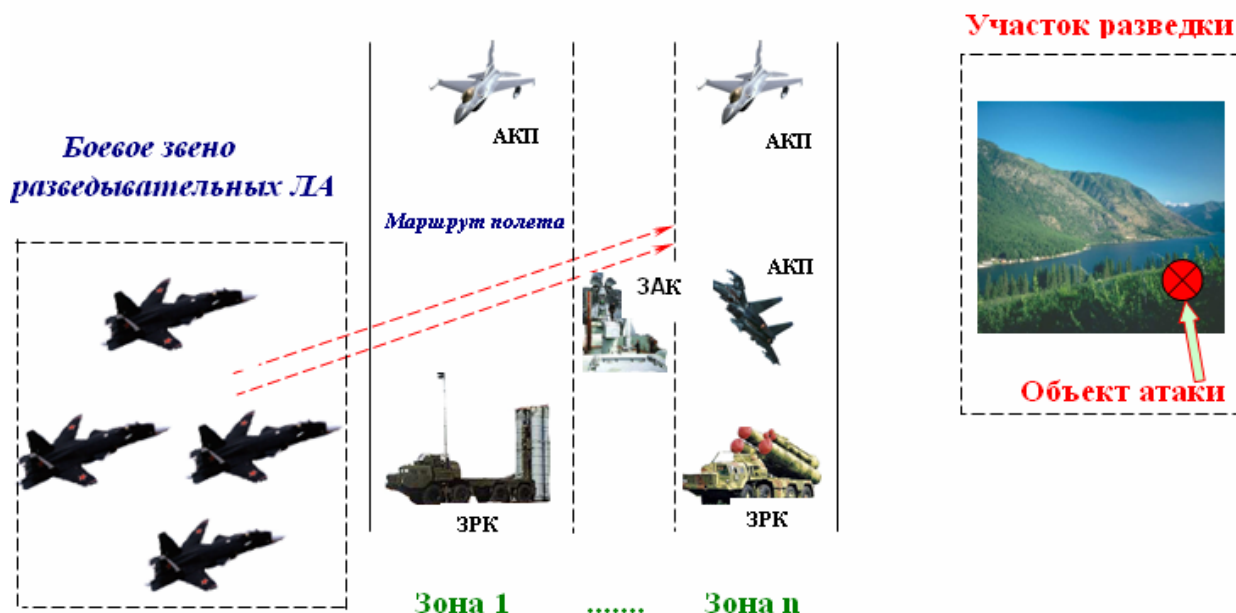 Участок разведки
АКП
АКП
Боевое звено
разведывательных ЛА
Маршрут полета
АКП
ЗАК
Объект атаки
ЗРК
ЗРК
Зона 1 ....... Зона n